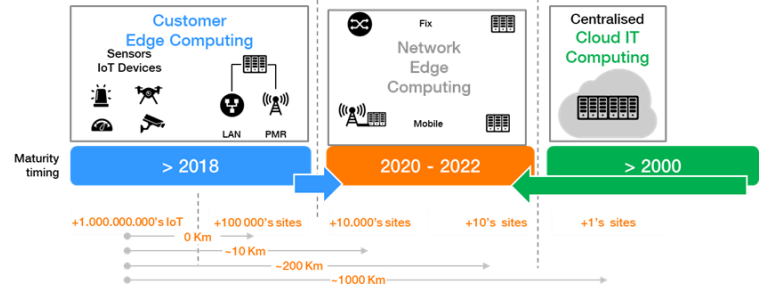 Customer
Edge Computing
Sensors
IoT Devices
LAN
PMR
Fix
Network
Edge
Computing
Mobile
Centralised
Cloud IT
Computing
Maturity
timing
> 2018
2020 - 2022
> 2000
+1.000.000.000's IoT
+100 000's sites
+10.000's sites
+10's sites
+1's sites
0 Km
~10 Km
~200 Km
~1000 Km